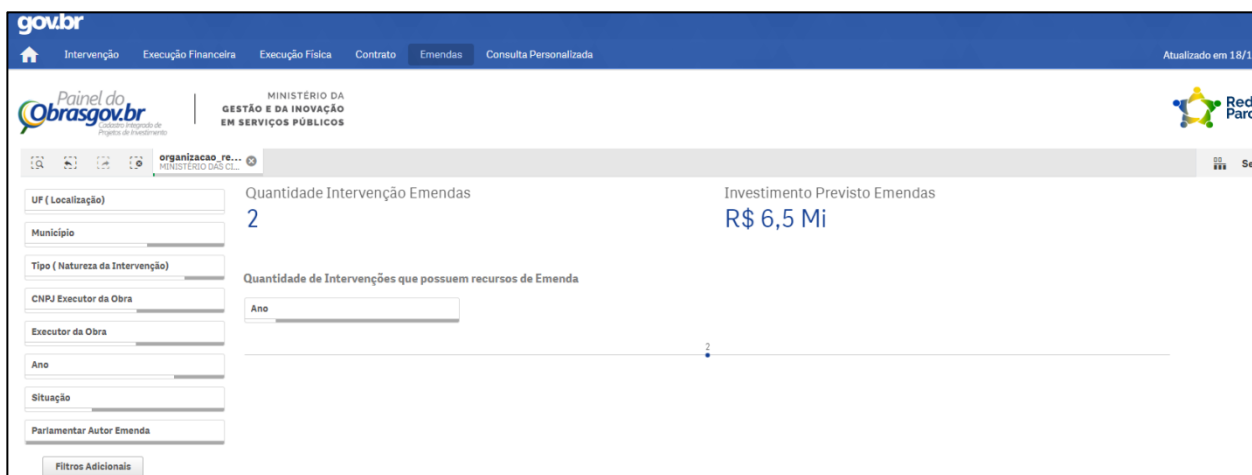 gov.br
Intervenção Execução Financeira Execução Física Contrato Emendas Consulta Personalizada Atualizado em 18/1
Painel do
Obrasgov.br
Cadastro Integrado de
Projetos de Investimento
MINISTÉRIO DA
GESTÃO E DA INOVAÇÃO
EM SERVIÇOS PÚBLICOS
Red
Parc
organizacao_re...
MINISTÉRIO DAS CI...
Se
UF ( Localização)
Município
Tipo ( Natureza da Intervenção)
CNPJ Executor da Obra
Executor da Obra
Ano
Situação
Parlamentar Autor Emenda
Filtros Adicionais
Quantidade Intervenção Emendas
2
Investimento Previsto Emendas
R$ 6,5 Mi
Quantidade de Intervenções que possuem recursos de Emenda
Ano
2